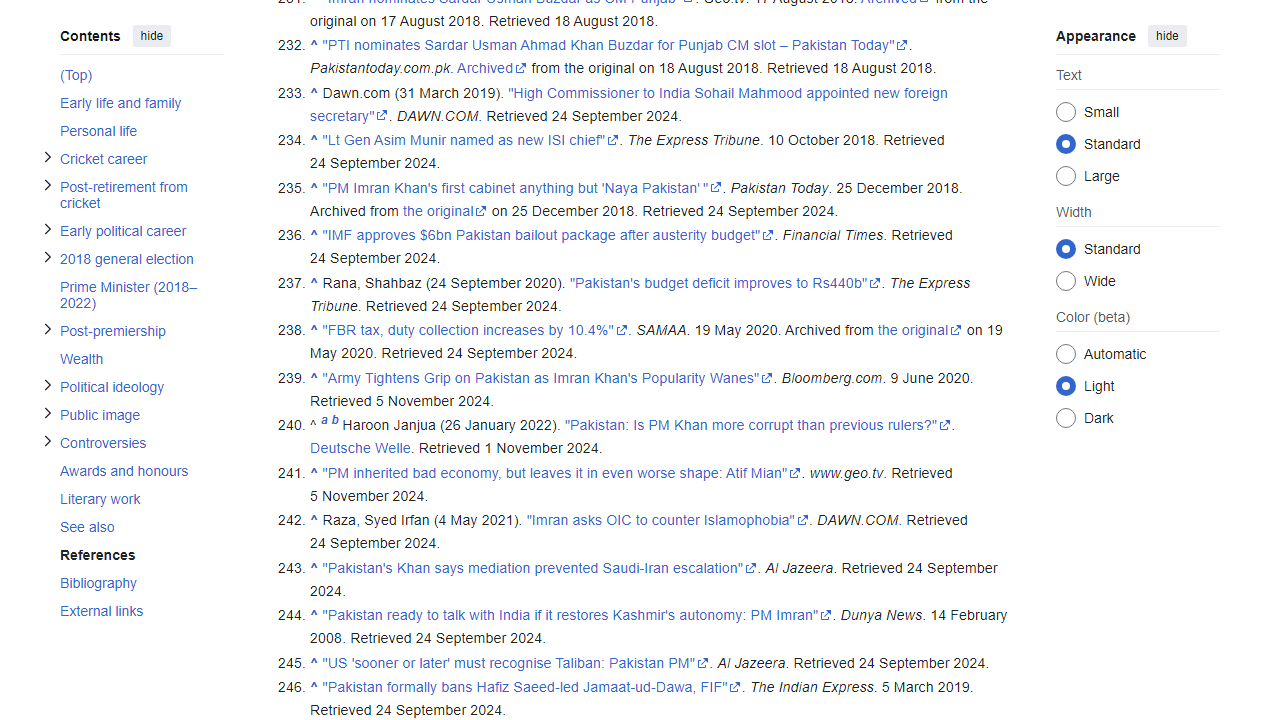 Contents hide
(Top)
Early life and family
Personal life
Cricket career
Post-retirement from
cricket
Early political career
2018 general election
Prime Minister (2018–
2022)
Post-premiership
Wealth
Political ideology
Public image
Controversies
Awards and honours
Literary work
See also
References
Bibliography
External links
original on 17 August 2018. Retrieved 18 August 2018.
232. ^ "PTI nominates Sardar Usman Ahmad Khan Buzdar for Punjab CM slot – Pakistan Today".
Pakistantoday.com.pk. Archived from the original on 18 August 2018. Retrieved 18 August 2018.
233. ^ Dawn.com (31 March 2019). "High Commissioner to India Sohail Mahmood appointed new foreign
secretary". DAWN.COM. Retrieved 24 September 2024.
234. ^ "Lt Gen Asim Munir named as new ISI chief". The Express Tribune. 10 October 2018. Retrieved
24 September 2024.
235. ^ "PM Imran Khan's first cabinet anything but 'Naya Pakistan' ". Pakistan Today. 25 December 2018.
Archived from the original on 25 December 2018. Retrieved 24 September 2024.
236. ^ "IMF approves $6bn Pakistan bailout package after austerity budget". Financial Times. Retrieved
24 September 2024.
237. ^ Rana, Shahbaz (24 September 2020). "Pakistan's budget deficit improves to Rs440b". The Express
Tribune. Retrieved 24 September 2024.
238. ^ "FBR tax, duty collection increases by 10.4%". SAMAA. 19 May 2020. Archived from the original on 19
May 2020. Retrieved 24 September 2024.
239. ^ "Army Tightens Grip on Pakistan as Imran Khan's Popularity Wanes". Bloomberg.com. 9 June 2020.
Retrieved 5 November 2024.
240. ^ a b Haroon Janjua (26 January 2022). "Pakistan: Is PM Khan more corrupt than previous rulers?".
Deutsche Welle. Retrieved 1 November 2024.
241. ^ "PM inherited bad economy, but leaves it in even worse shape: Atif Mian". www.geo.tv. Retrieved
5 November 2024.
242. ^ Raza, Syed Irfan (4 May 2021). "Imran asks OIC to counter Islamophobia". DAWN.COM. Retrieved
24 September 2024.
243. ^ "Pakistan's Khan says mediation prevented Saudi-Iran escalation". Al Jazeera. Retrieved 24 September
2024.
244. ^ "Pakistan ready to talk with India if it restores Kashmir's autonomy: PM Imran". Dunya News. 14 February
2008. Retrieved 24 September 2024.
245. ^ "US 'sooner or later' must recognise Taliban: Pakistan PM". Al Jazeera. Retrieved 24 September 2024.
246. ^ "Pakistan formally bans Hafiz Saeed-led Jamaat-ud-Dawa, FIF". The Indian Express. 5 March 2019.
Retrieved 24 September 2024.
Appearance hide
Text
Small
Standard
Large
Width
Standard
Wide
Color (beta)
Automatic
Light
Dark